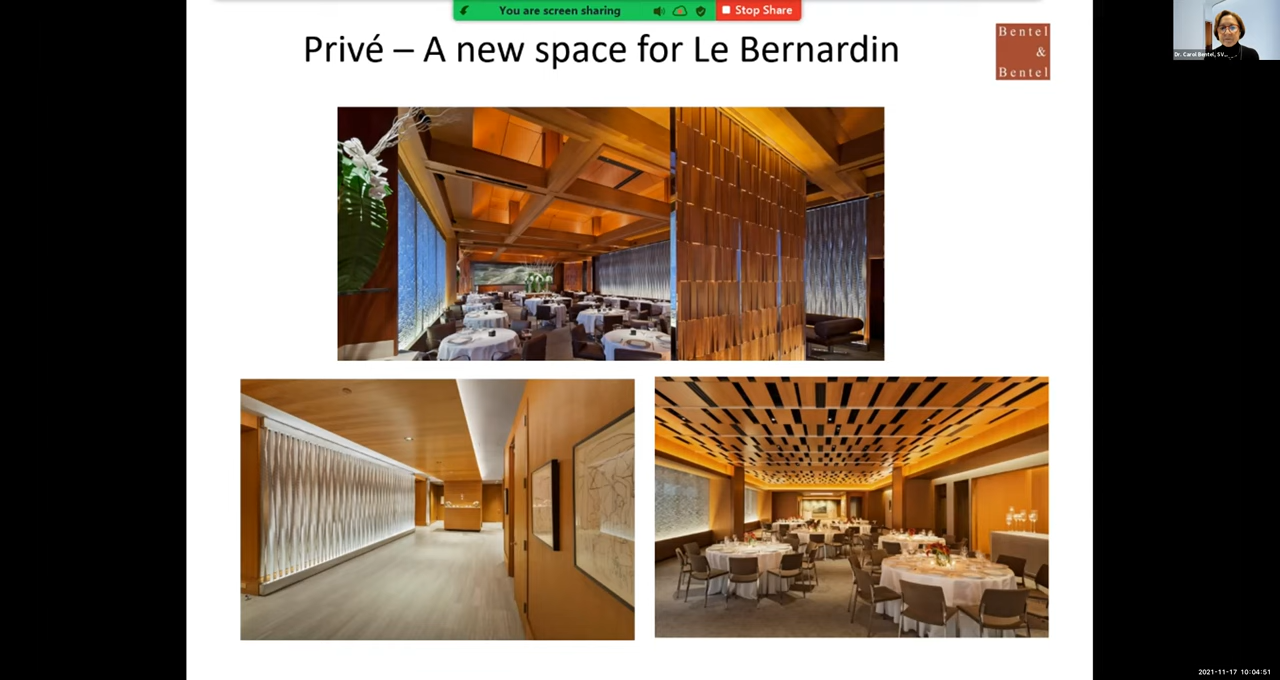 You are screen sharing
Stop Share
Privé – A new space for Le Bernardin
Bentel
&
Bentel
Dr. Carol Bentel, SV...
2021-11-17 10:04:51